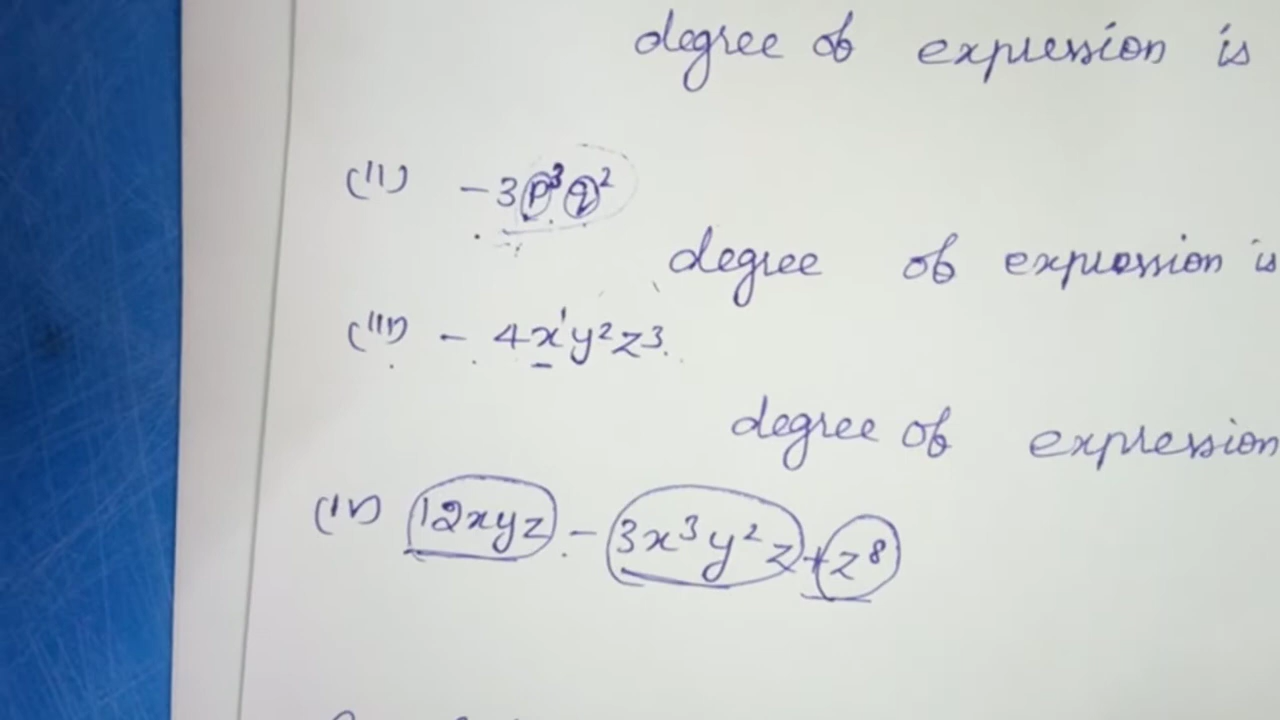 degree of expression is
(ii) -3p³q²
degree of expression is
(iii) - 4x¹y²z³
degree of expression
(iv) 12xyz - 3x³y²z + z⁸